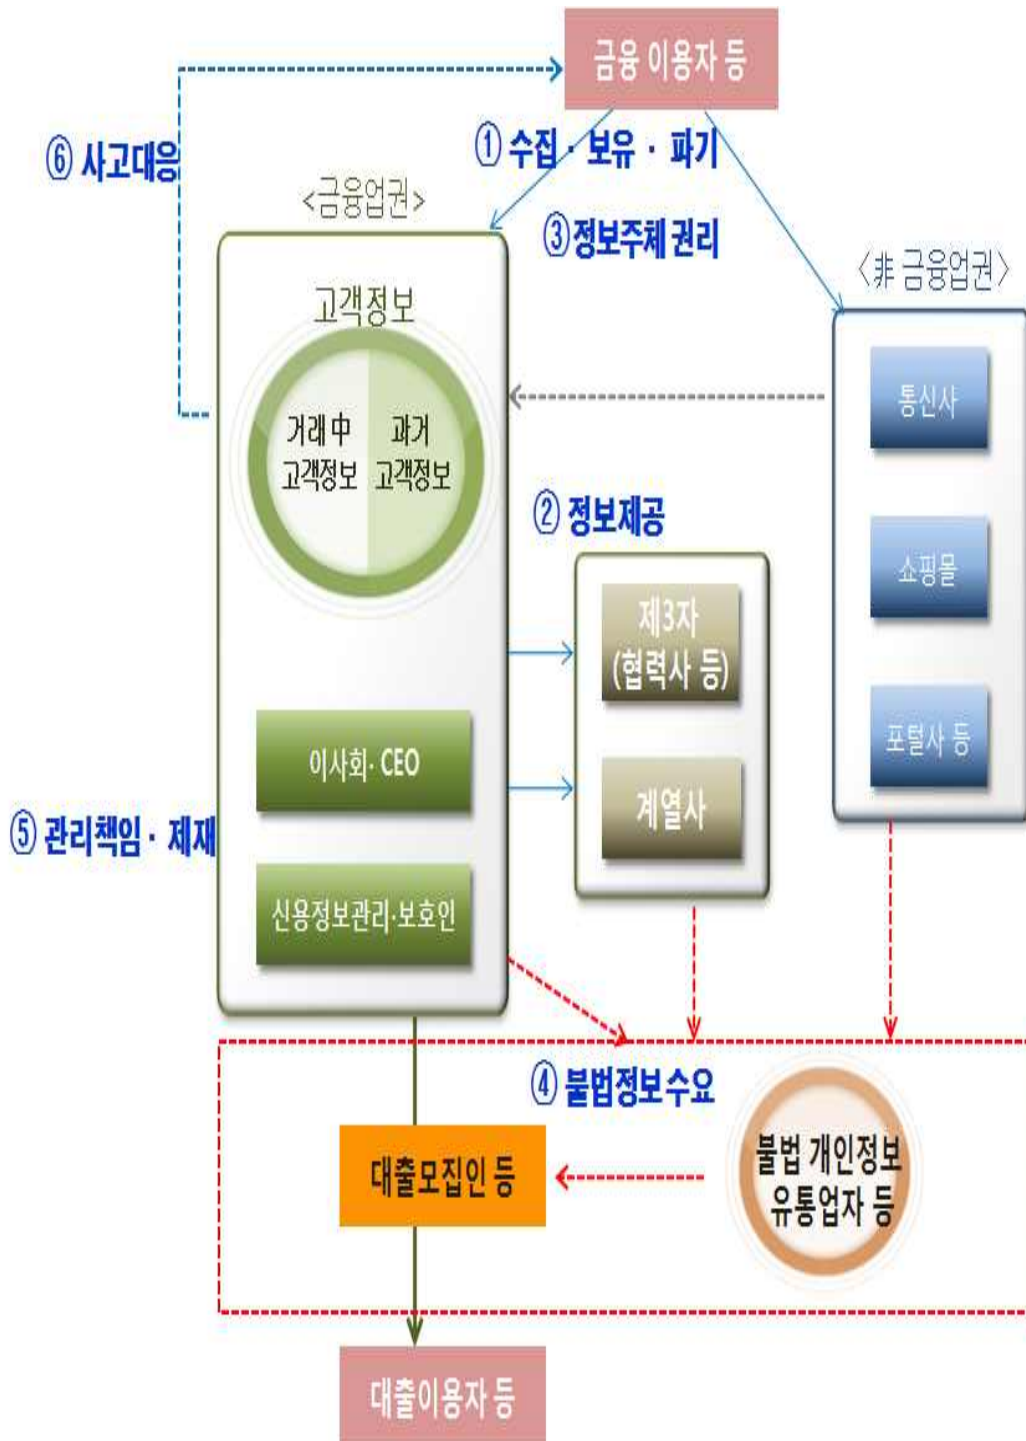 금융 이용자 등
⑥ 사고대응
① 수집 · 보유 · 파기
<금융업권>
③ 정보주체 권리
<非 금융업권>
고객정보
거래 中
고객정보
과거
고객정보
통신사
② 정보제공
쇼핑몰
제3자
(협력사 등)
포털사 등
이사회· CEO
계열사
⑤ 관리책임 · 제재
신용정보관리·보호인
④ 불법정보 수요
불법 개인정보
유통업자 등
대출모집인 등
대출이용자 등